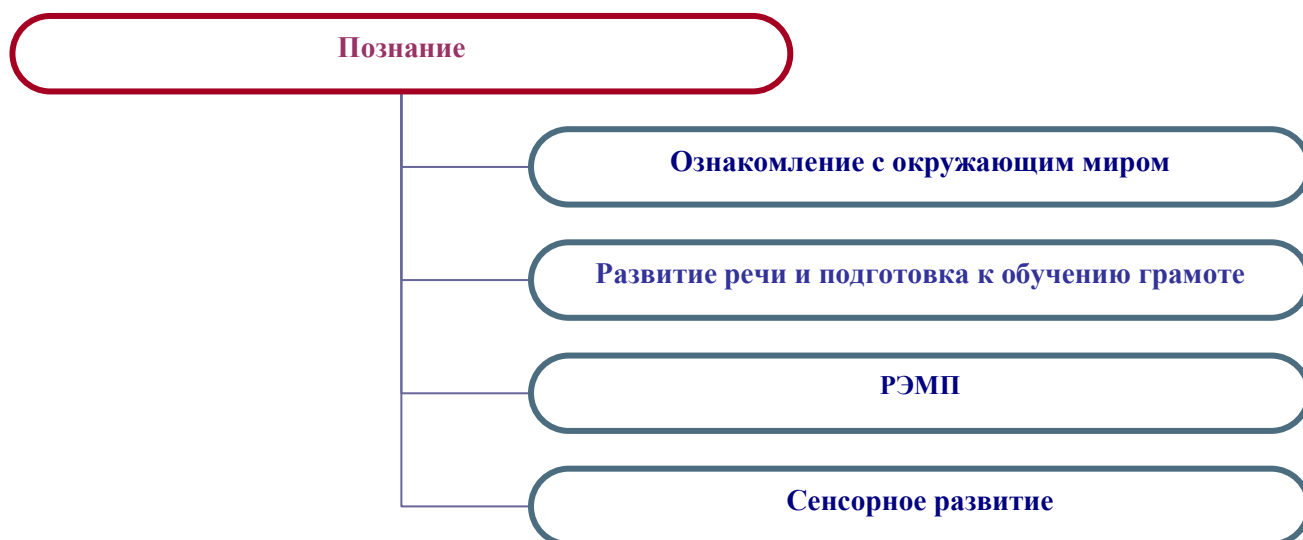 Познание
Ознакомление с окружающим миром
Развитие речи и подготовка к обучению грамоте
РЭМП
Сенсорное развитие